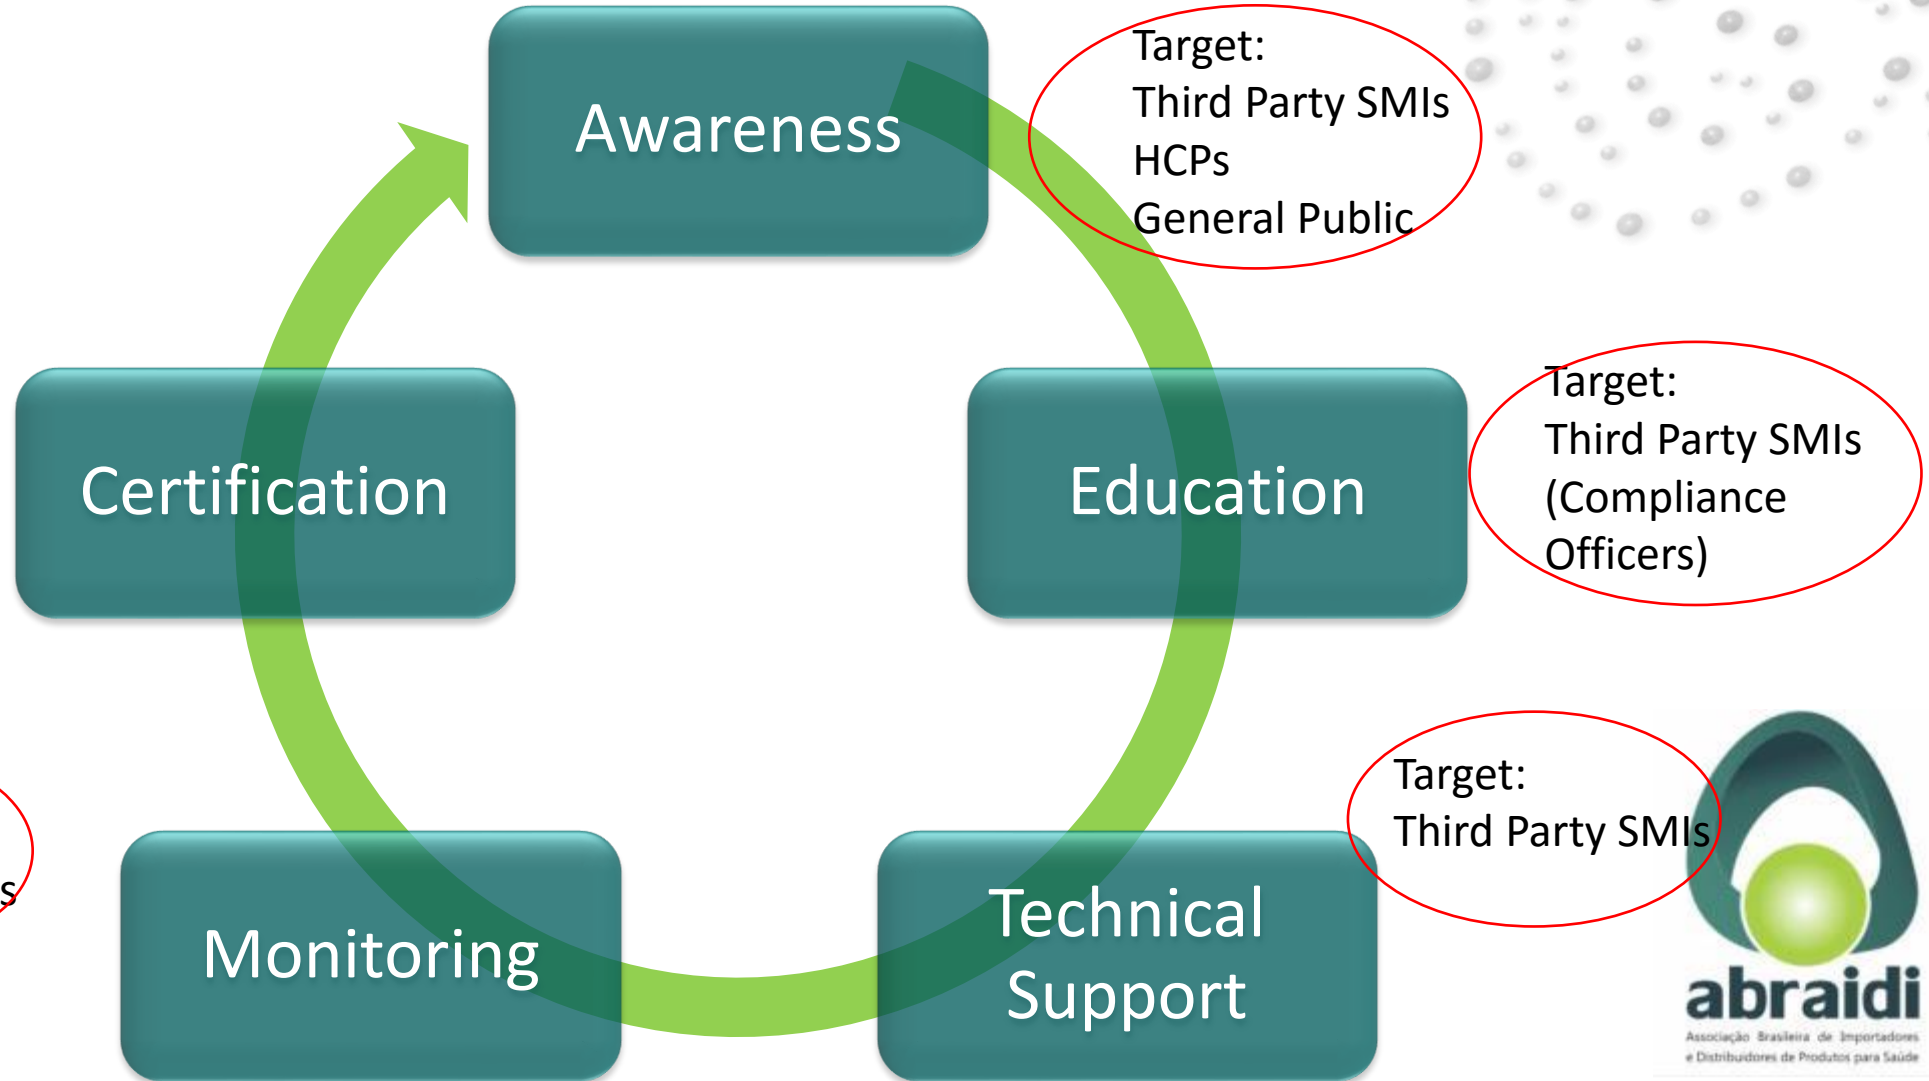 Awareness
Target:
Third Party SMIs
HCPs
General Public
Certification
Education
Target:
Third Party SMIs
(Compliance
Officers)
Target:
Third Party SMIs
s
Monitoring
Technical
Support
abraidi
Associação Brasileira de Importadores
e Distribuidores de Produtos para Saúde